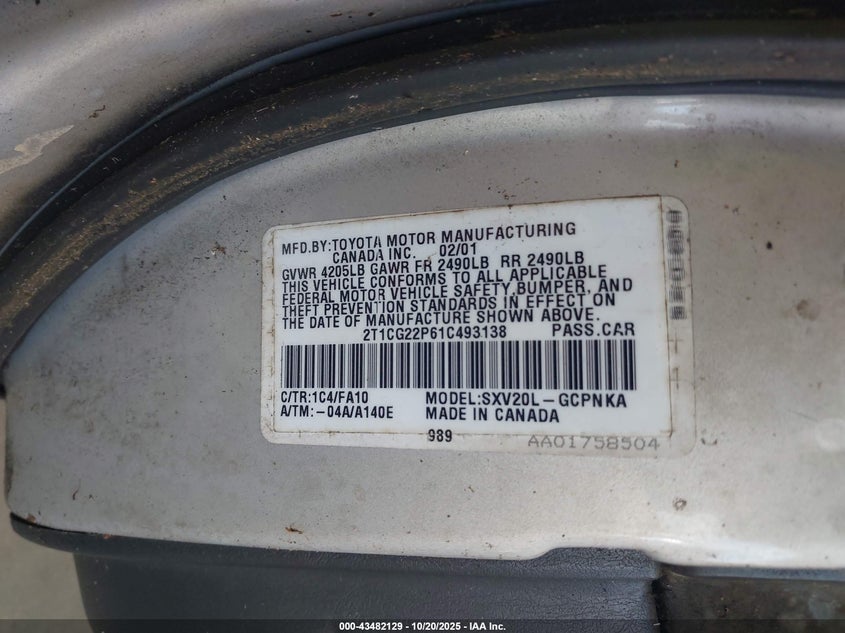 MFD.BY:TOYOTA MOTOR MANUFACTURING
CANADA INC. 02/01
GVWR 4205LB GAWR FR 2490LB RR 2490LB
THIS VEHICLE CONFORMS TO ALL APPLICABLE
FEDERAL MOTOR VEHICLE SAFETY,BUMPER, AND
THEFT PREVENTION STANDARDS IN EFFECT ON
THE DATE OF MANUFACTURE SHOWN ABOVE.
2T1CG22P61C493138 PASS.CAR
C/TR:1C4/FA10 MODEL:SXV20L-GCPNKA
A/TM:-04A/A140E MADE IN CANADA
989
AA01758504
000-43482129 - 10/20/2025 - IAA Inc.